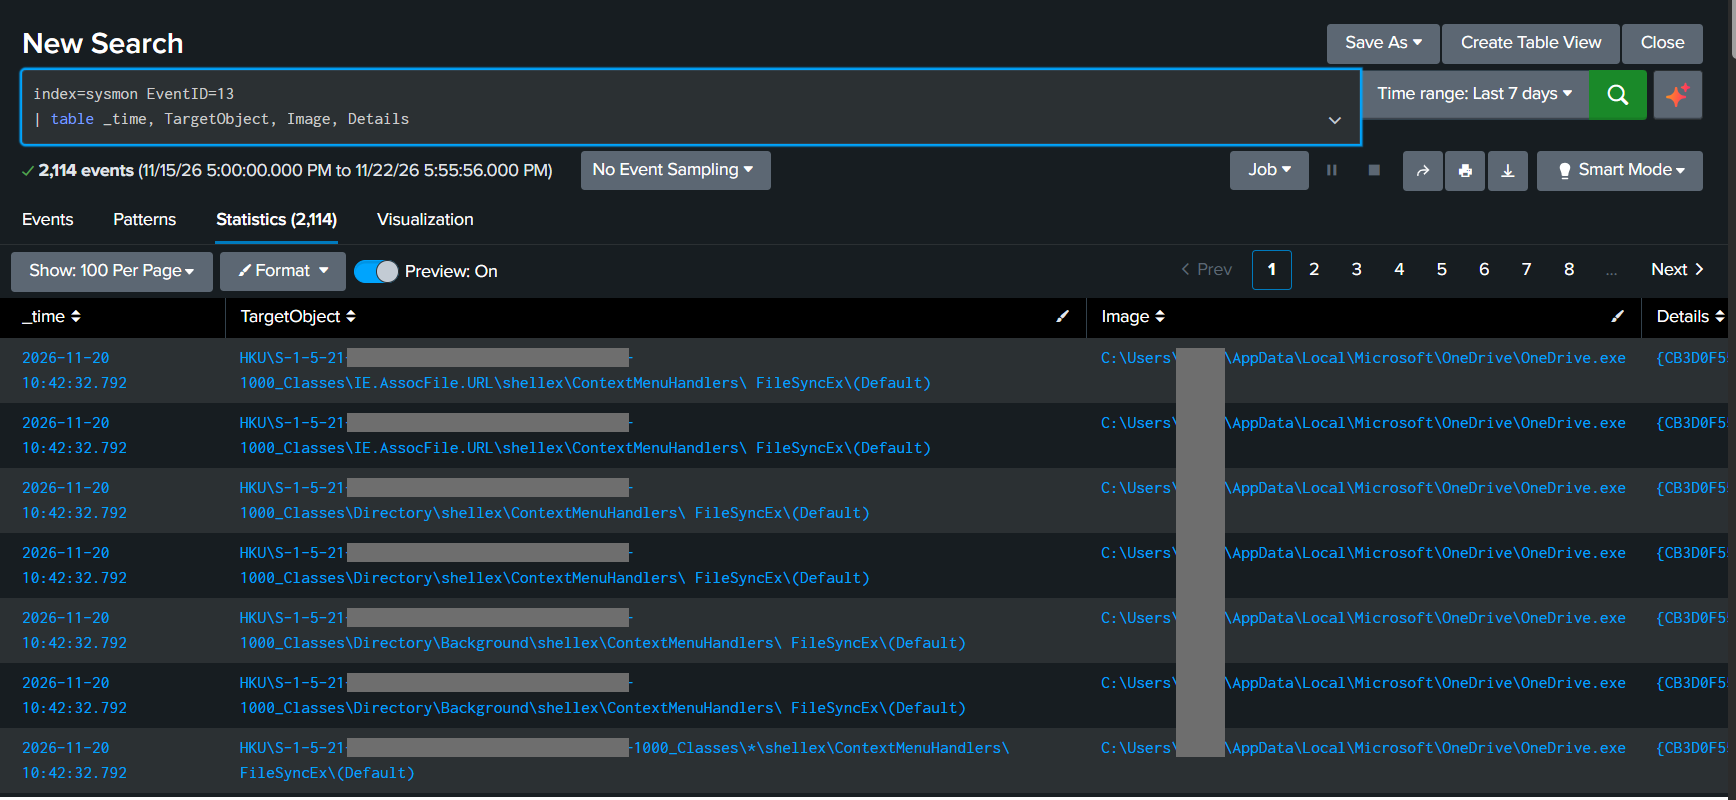 New Search
Save As
Create Table View
Close
index=sysmon EventID=13
| table _time, TargetObject, Image, Details
Time range: Last 7 days
2,114 events (11/15/26 5:00:00.000 PM to 11/22/26 5:55:56.000 PM)
No Event Sampling
Job
Smart Mode
Events
Patterns
Statistics (2,114)
Visualization
Show: 100 Per Page
Format
Preview: On
Prev
1
2
3
4
5
6
7
8
...
Next
_time
TargetObject
Image
Details
2026-11-20
10:42:32.792
HKU\S-1-5-21- -
1000_Classes\IE.AssocFile.URL\shellex\ContextMenuHandlers\ FileSyncEx\(Default)
C:\Users\ \AppData\Local\Microsoft\OneDrive\OneDrive.exe
{CB3D0F5
2026-11-20
10:42:32.792
HKU\S-1-5-21- -
1000_Classes\IE.AssocFile.URL\shellex\ContextMenuHandlers\ FileSyncEx\(Default)
C:\Users\ \AppData\Local\Microsoft\OneDrive\OneDrive.exe
{CB3D0F5
2026-11-20
10:42:32.792
HKU\S-1-5-21- -
1000_Classes\Directory\shellex\ContextMenuHandlers\ FileSyncEx\(Default)
C:\Users\ \AppData\Local\Microsoft\OneDrive\OneDrive.exe
{CB3D0F5
2026-11-20
10:42:32.792
HKU\S-1-5-21- -
1000_Classes\Directory\shellex\ContextMenuHandlers\ FileSyncEx\(Default)
C:\Users\ \AppData\Local\Microsoft\OneDrive\OneDrive.exe
{CB3D0F5
2026-11-20
10:42:32.792
HKU\S-1-5-21- -
1000_Classes\Directory\Background\shellex\ContextMenuHandlers\ FileSyncEx\(Default)
C:\Users\ \AppData\Local\Microsoft\OneDrive\OneDrive.exe
{CB3D0F5
2026-11-20
10:42:32.792
HKU\S-1-5-21- -
1000_Classes\Directory\Background\shellex\ContextMenuHandlers\ FileSyncEx\(Default)
C:\Users\ \AppData\Local\Microsoft\OneDrive\OneDrive.exe
{CB3D0F5
2026-11-20
10:42:32.792
HKU\S-1-5-21- -1000_Classes\*\shellex\ContextMenuHandlers\
FileSyncEx\(Default)
C:\Users\ \AppData\Local\Microsoft\OneDrive\OneDrive.exe
{CB3D0F5